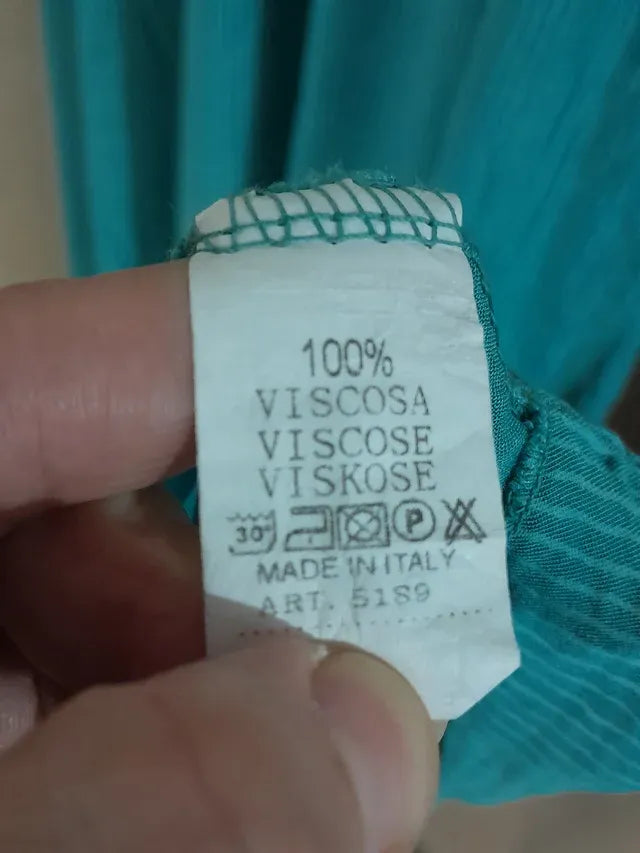 100%
VISCOSA
VISCOSE
VISKOSE
30° P
MADE IN ITALY
ART. 5189